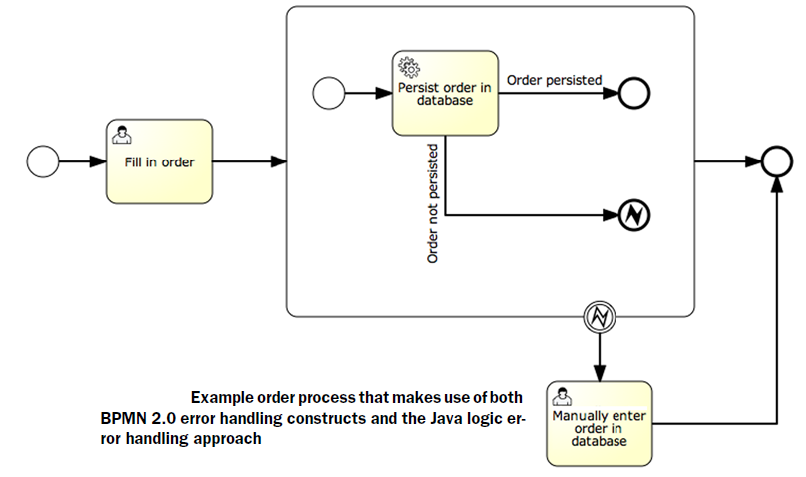 Persist order in
database
Order persisted
Fill in order
Order not persisted
Manually enter
order in
database
Example order process that makes use of both
BPMN 2.0 error handling constructs and the Java logic er-
ror handling approach